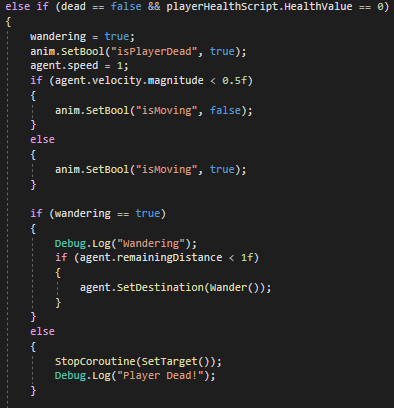 else if (dead == false && playerHealthScript.HealthValue == 0)
{
wandering = true;
anim.SetBool("isPlayerDead", true);
agent.speed = 1;
if (agent.velocity.magnitude < 0.5f)
{
anim.SetBool("isMoving", false);
}
else
{
anim.SetBool("isMoving", true);
}
if (wandering == true)
{
Debug.Log("Wandering");
if (agent.remainingDistance < 1f)
{
agent.SetDestination(Wander());
}
}
else
{
StopCoroutine(SetTarget());
Debug.Log("Player Dead!");
}